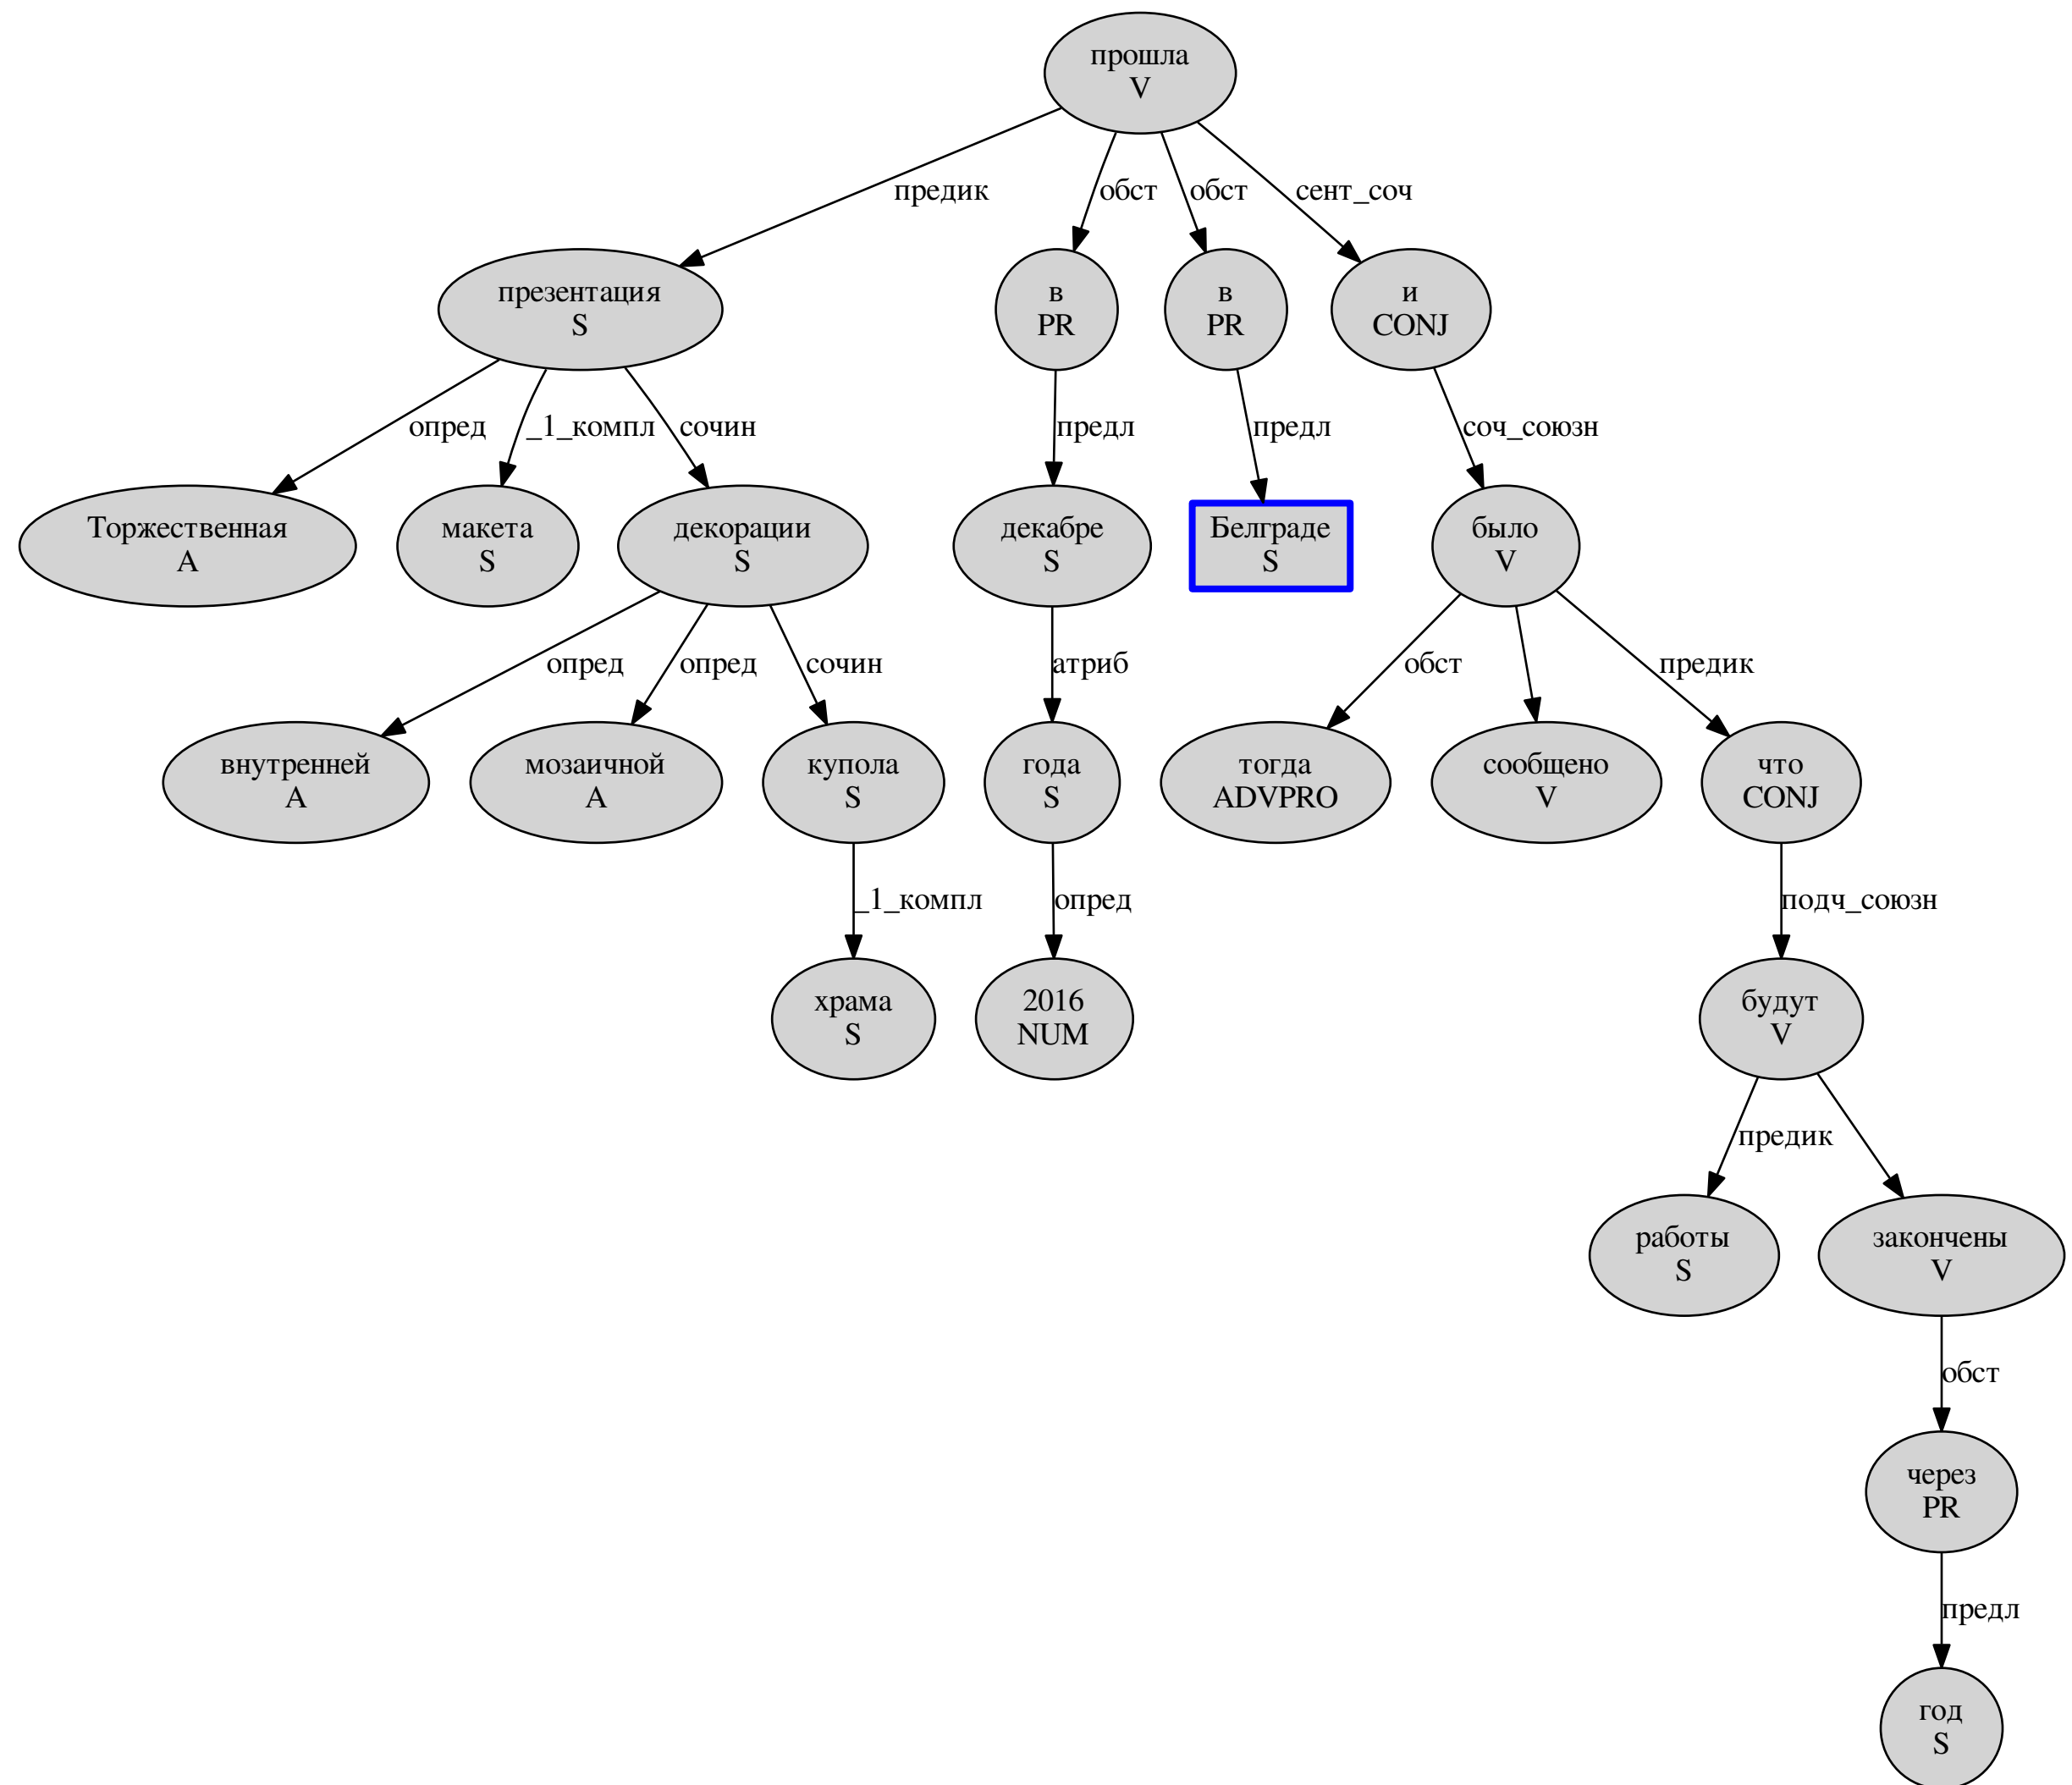 прошла
V
предик
обст
обст
сент_соч
презентация
S
в
PR
в
PR
и
CONJ
опред
_1_компл
сочин
предл
предл
соч_союзн
Торжественная
A
макета
S
декорации
S
декабре
S
Белграде
S
было
V
опред
опред
сочин
атриб
обст
предик
внутренней
A
мозаичной
A
купола
S
года
S
тогда
ADVPRO
сообщено
V
что
CONJ
_1_компл
опред
подч_союзн
храма
S
2016
NUM
будут
V
предик
работы
S
закончены
V
обст
через
PR
предл
год
S